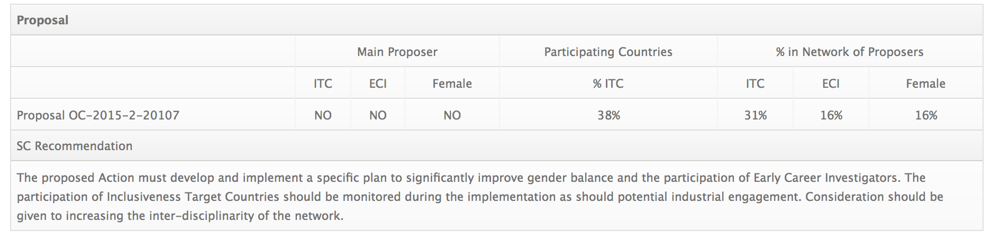 Proposal
Main Proposer Participating Countries % in Network of Proposers
ITC ECI Female % ITC ITC ECI Female
Proposal OC-2015-2-20107 NO NO NO 38% 31% 16% 16%
SC Recommendation
The proposed Action must develop and implement a specific plan to significantly improve gender balance and the participation of Early Career Investigators. The
participation of Inclusiveness Target Countries should be monitored during the implementation as should potential industrial engagement. Consideration should be
given to increasing the inter-disciplinarity of the network.